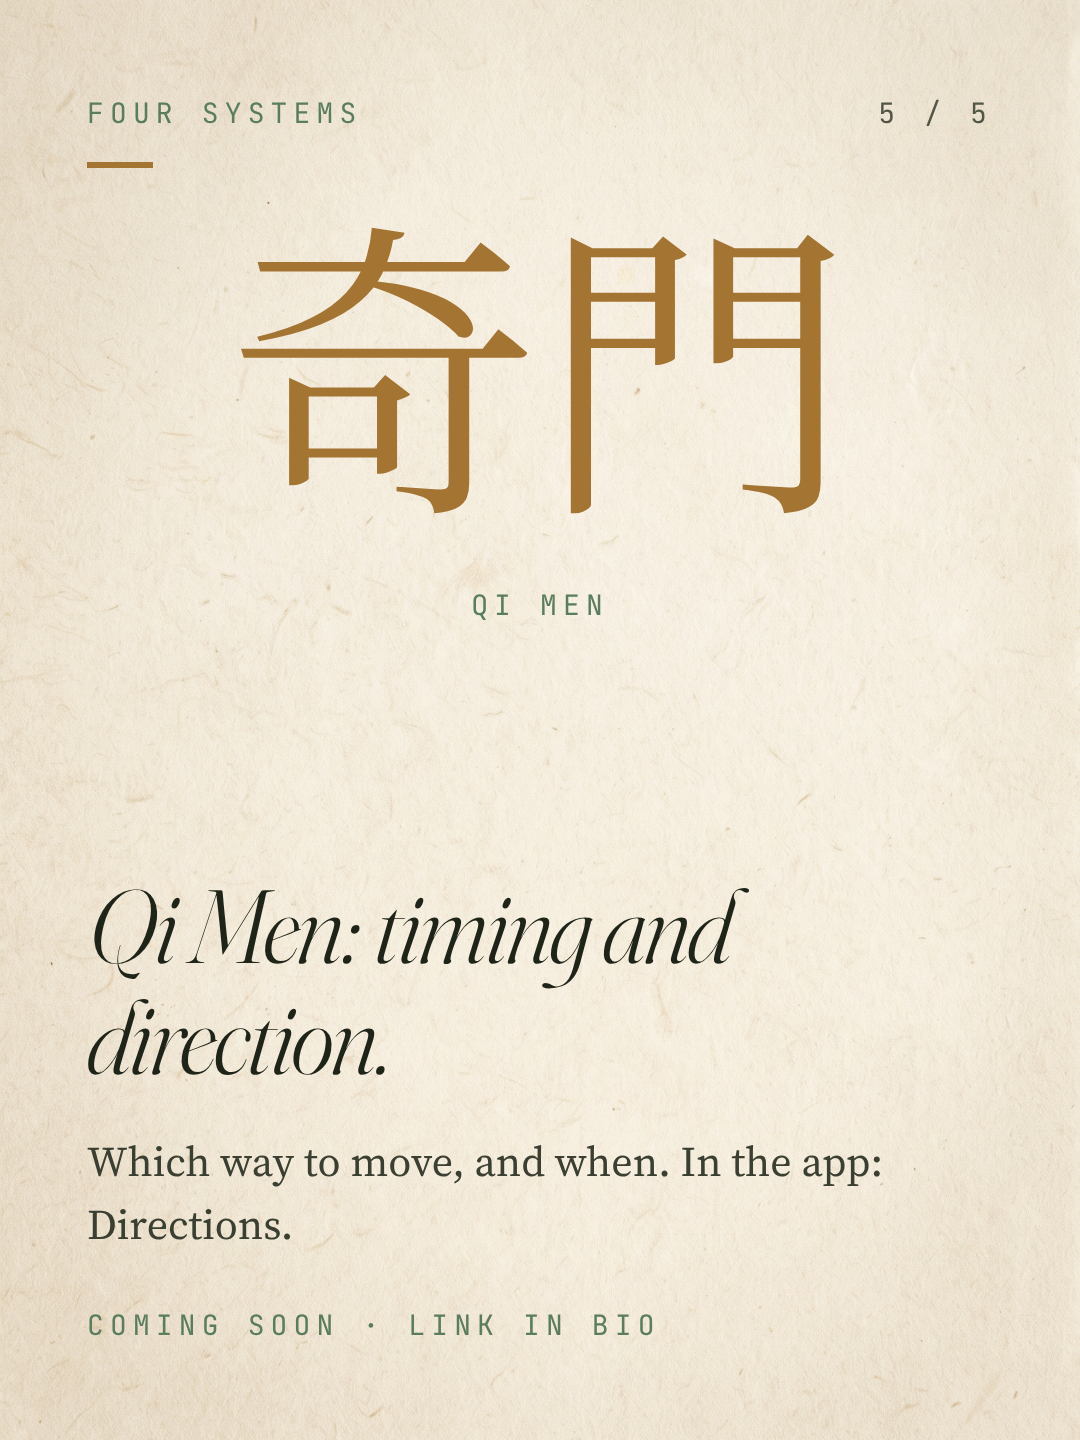 FOUR SYSTEMS
5 / 5
奇門
QI MEN
Qi Men: timing and
direction.
Which way to move, and when. In the app:
Directions.
COMING SOON · LINK IN BIO